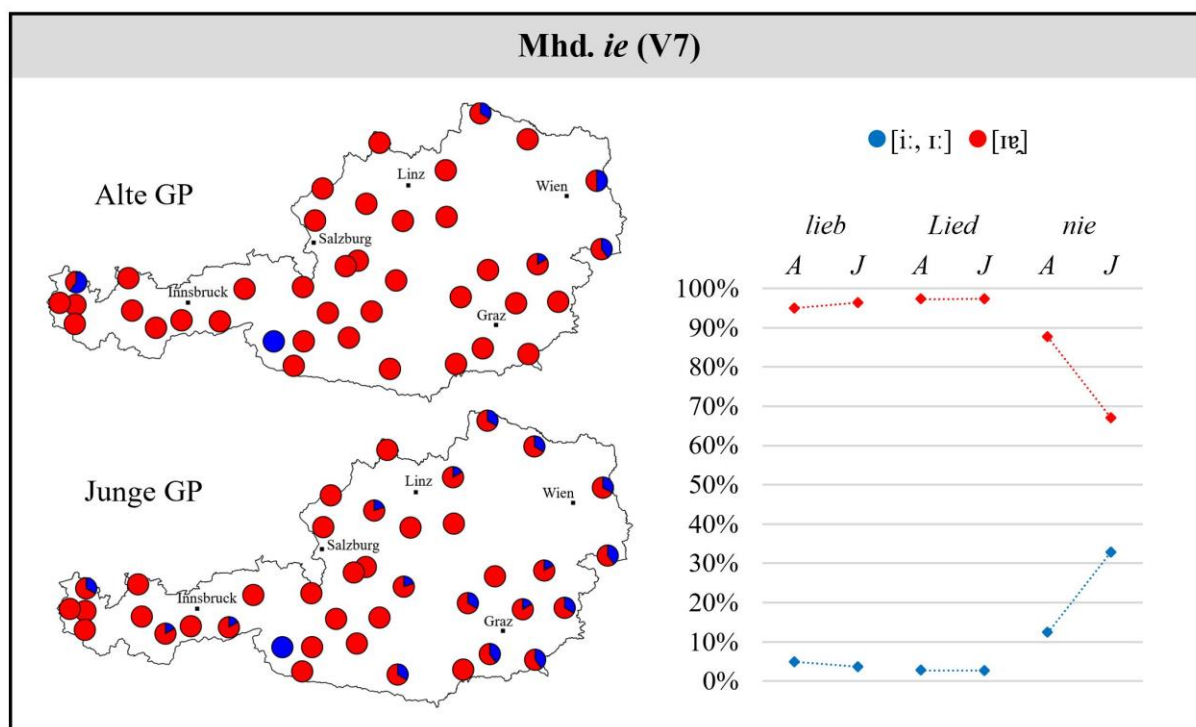 Mhd. ie (V7)
Alte GP
Linz
Wien
Salzburg
Innsbruck
Graz
Junge GP
Linz
Wien
Salzburg
Innsbruck
Graz
[iː, ɪː] [ɪɐ̯]
lieb Lied nie
A J A J A J
100%
90%
80%
70%
60%
50%
40%
30%
20%
10%
0%